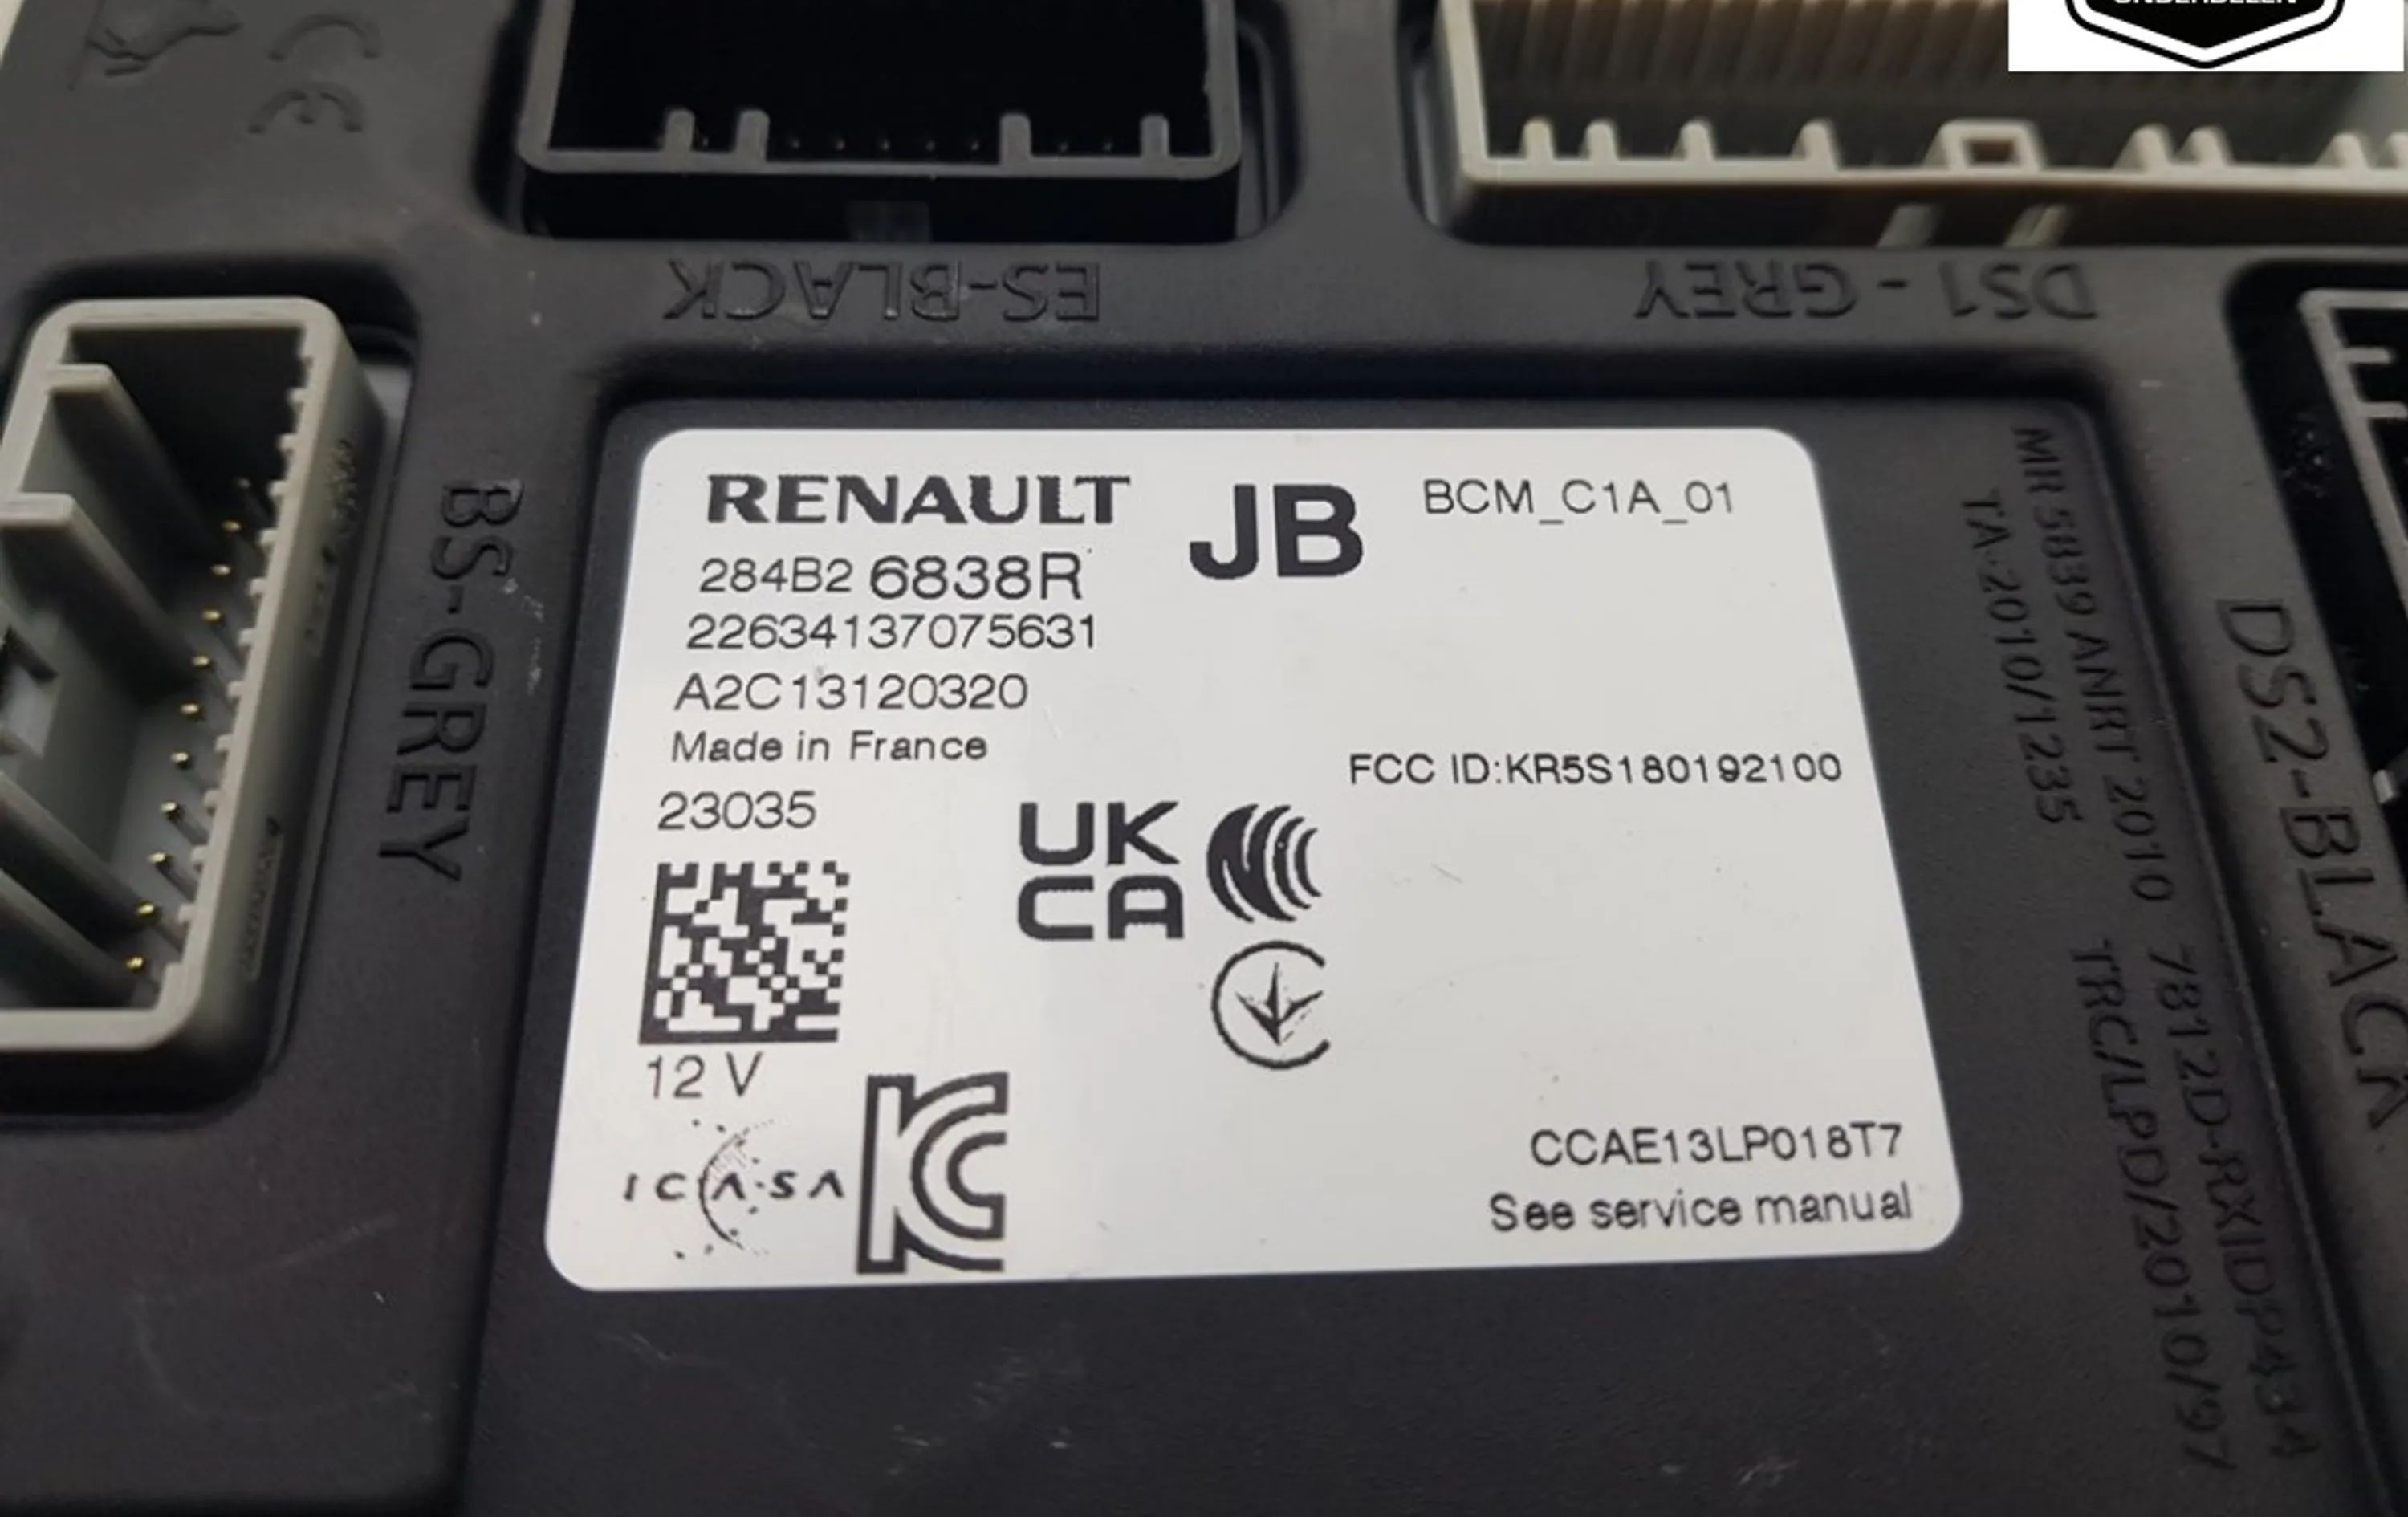 ONDERDELEN
ES-BLACK
DS1 - GREY
BS-GREY
RENAULT
JB
BCM_C1A_01
284B2 6838R
22634137075631
A2C13120320
Made in France
23035
FCC ID:KR5S180192100
UK
CA
12 V
ICASA
CCAE13LP018T7
See service manual
MR 5839 ANRT 2010
TA-2010/1235
7812D-RXIDP434
TRC/LPD/2010/97
DS2-BLACK